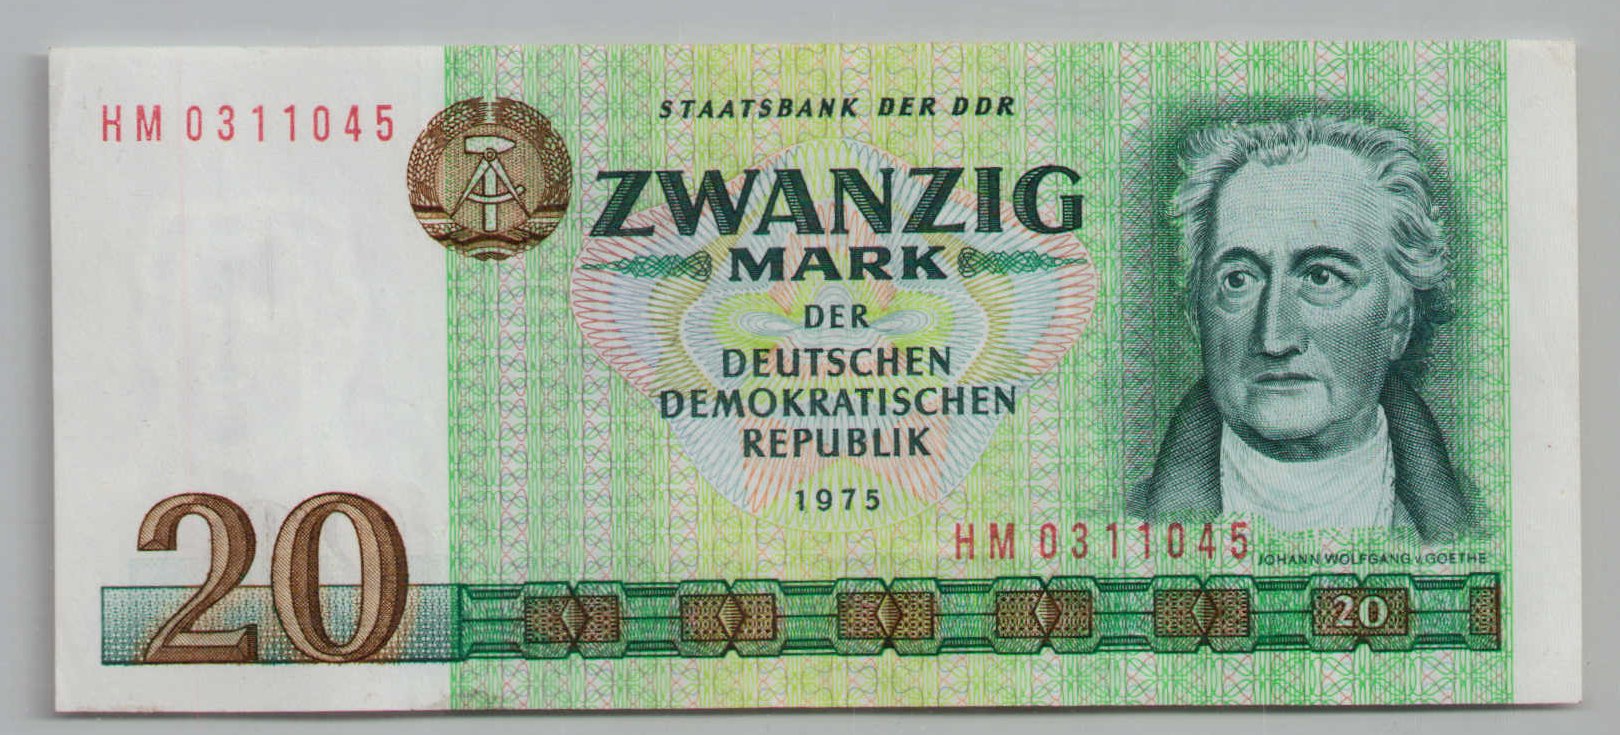 HM 0311045
STAATSBANK DER DDR
ZWANZIG
MARK
DER
DEUTSCHEN
DEMOKRATISCHEN
REPUBLIK
1975
HM 0311045
JOHANN WOLFGANG v. GOETHE
20
20